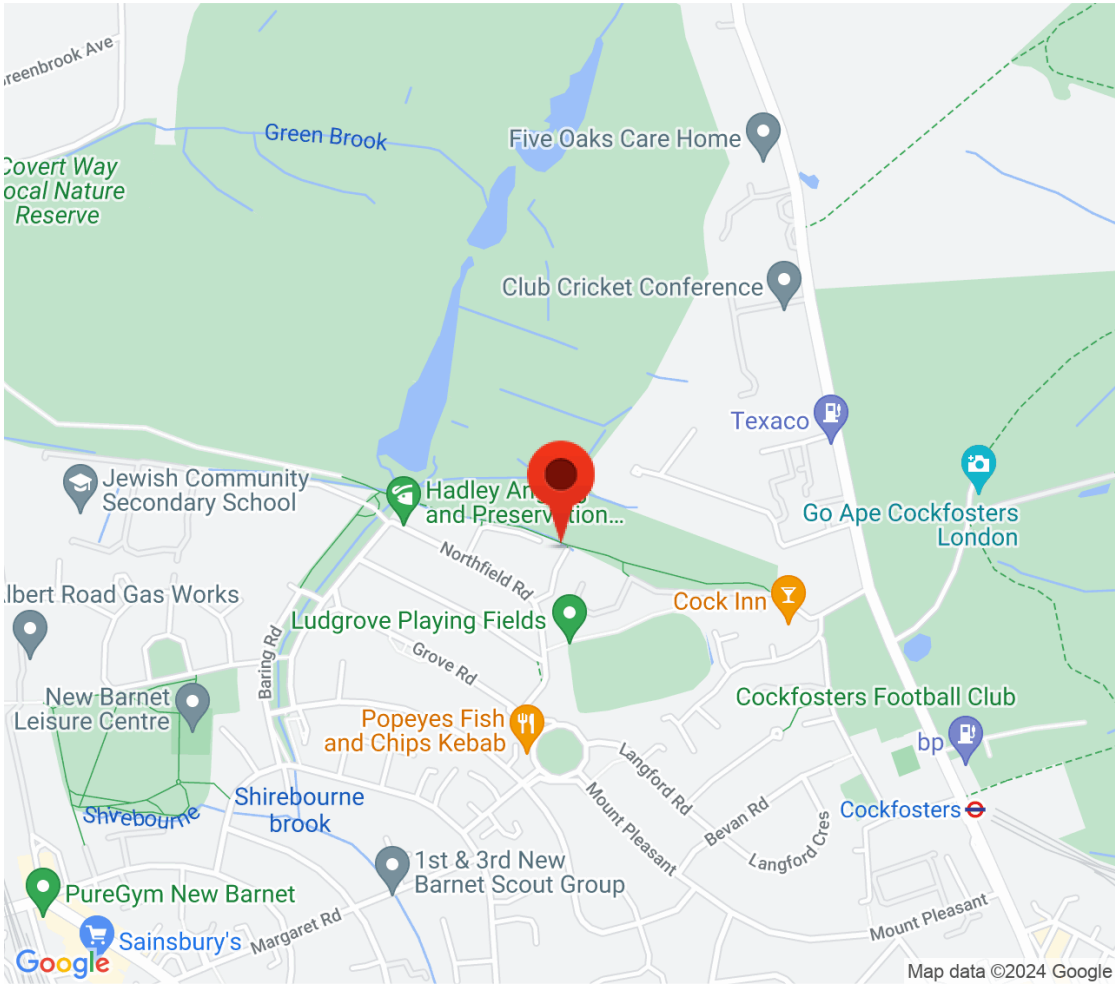 Greenbrook Ave
Green Brook
Five Oaks Care Home
Covert Way
Local Nature
Reserve
Club Cricket Conference
Texaco
Jewish Community
Secondary School
Hadley
and Preservation...
Go Ape Cockfosters
London
Northfield Rd
Albert Road Gas Works
Cock Inn
Ludgrove Playing Fields
Baring Rd
Grove Rd
New Barnet
Leisure Centre
Cockfosters Football Club
Popeyes Fish
and Chips Kebab
bp
Langford Rd
Shirebourne
brook
Shirebourne
Mount Pleasant
Bevan Rd
Cockfosters
Langford Cres
1st & 3rd New
Barnet Scout Group
PureGym New Barnet
Mount Pleasant
Margaret Rd
Sainsbury's
Google
Map data ©2024 Google